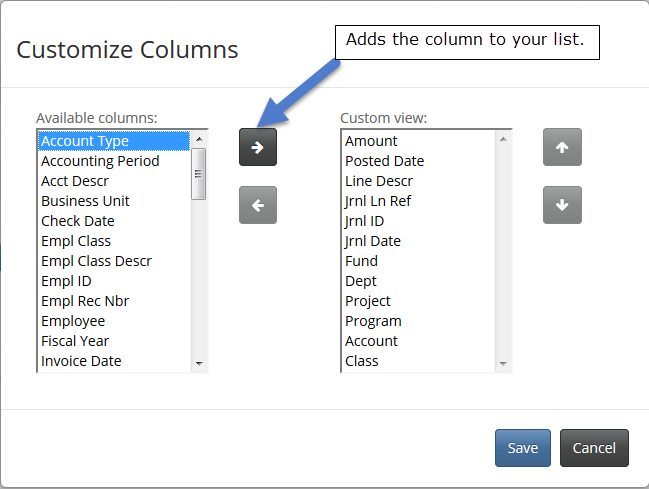 Customize Columns
Adds the column to your list.
Available columns:
Account Type
Accounting Period
Acct Descr
Business Unit
Check Date
Empl Class
Empl Class Descr
Empl ID
Empl Rec Nbr
Employee
Fiscal Year
Invoice Date
Custom view:
Amount
Posted Date
Line Descr
Jrnl Ln Ref
Jrnl ID
Jrnl Date
Fund
Dept
Project
Program
Account
Class
Save
Cancel